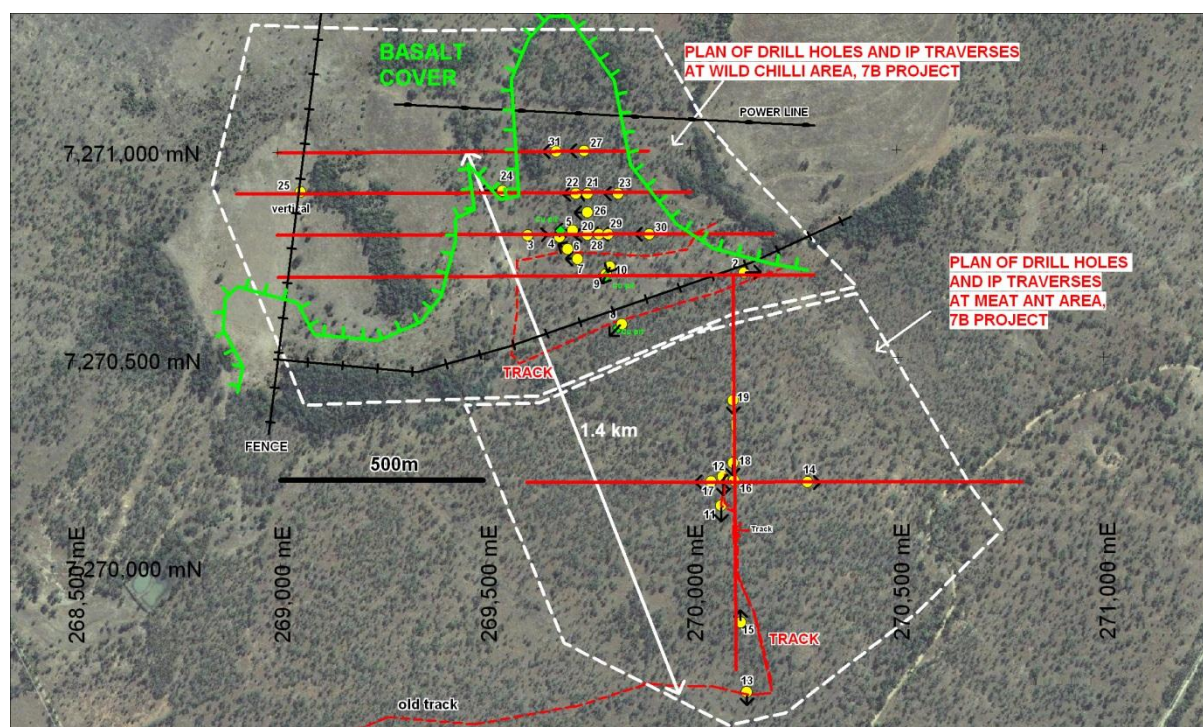 BASALT
COVER
PLAN OF DRILL HOLES AND IP TRAVERSES
AT WILD CHILLI AREA, 7B PROJECT
POWER LINE
7,271,000 mN
31
27
25
vertical
24
22
21
23
26
5
20
29
30
3
4
28
6
7
10
9
2
8
PLAN OF DRILL HOLES
AND IP TRAVERSES
AT MEAT ANT AREA,
7B PROJECT
7,270,500 mN
TRACK
FENCE
1.4 km
500m
19
18
12
14
17
16
11
Track
7,270,000 mN
268,500 mE
269,000 mE
269,500 mE
270,000 mE
270,500 mE
271,000 mE
15
TRACK
13
old track